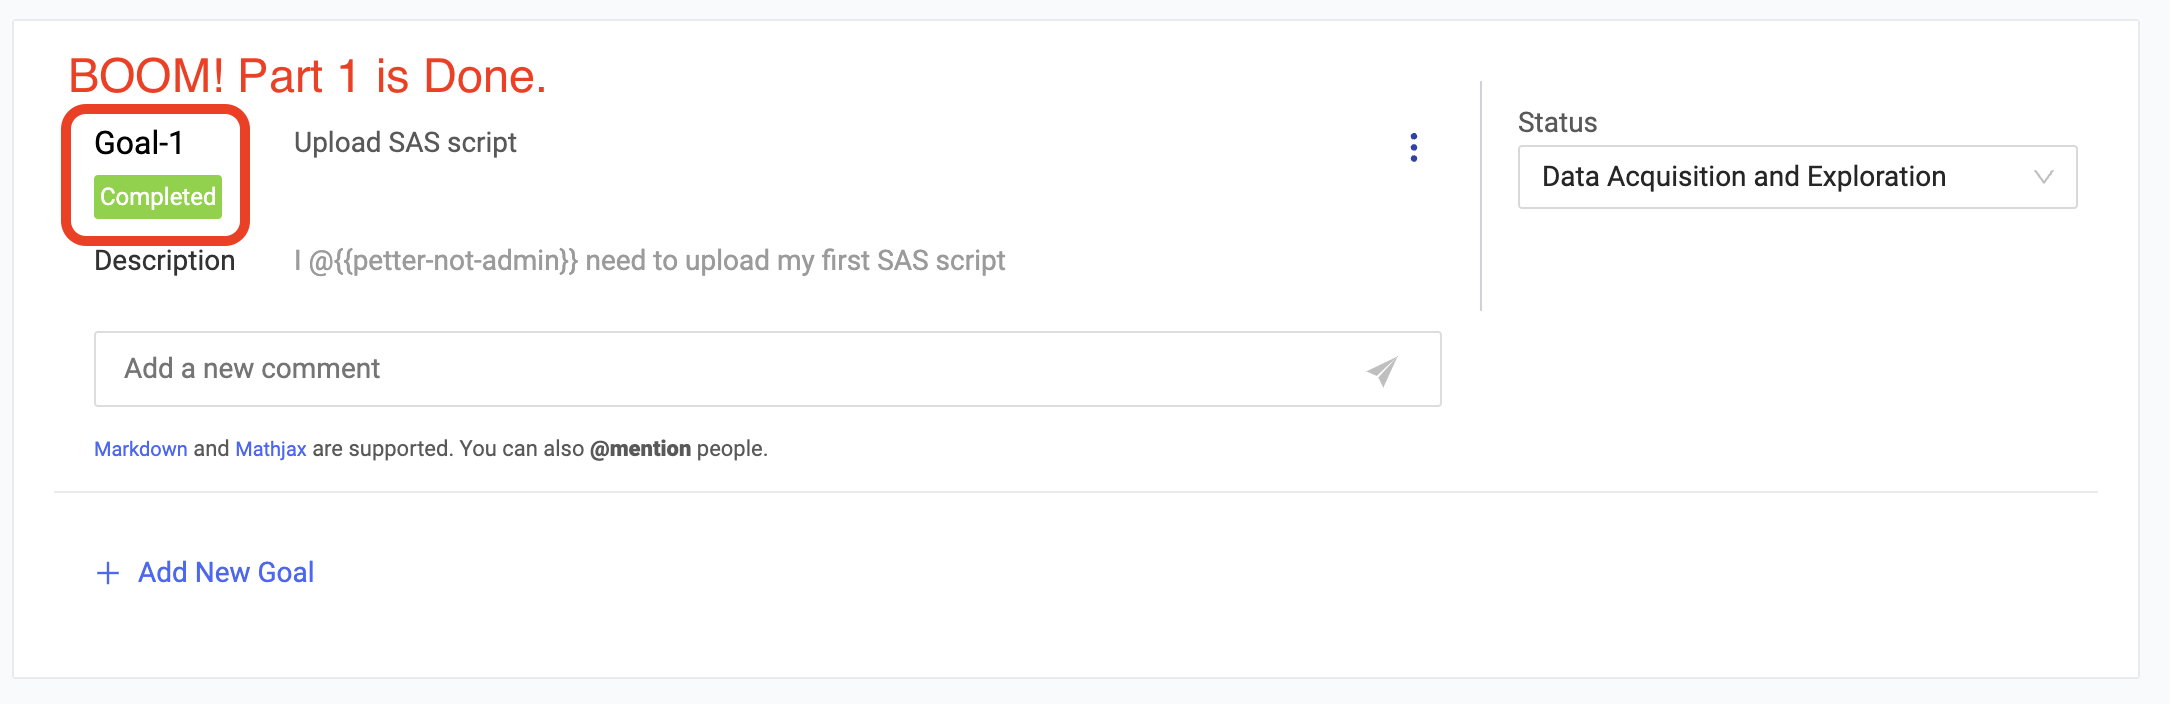 BOOM! Part 1 is Done.
Goal-1 Upload SAS script
Completed
Description I @{{petter-not-admin}} need to upload my first SAS script
Status
Data Acquisition and Exploration
Add a new comment
Markdown and Mathjax are supported. You can also @mention people.
+ Add New Goal